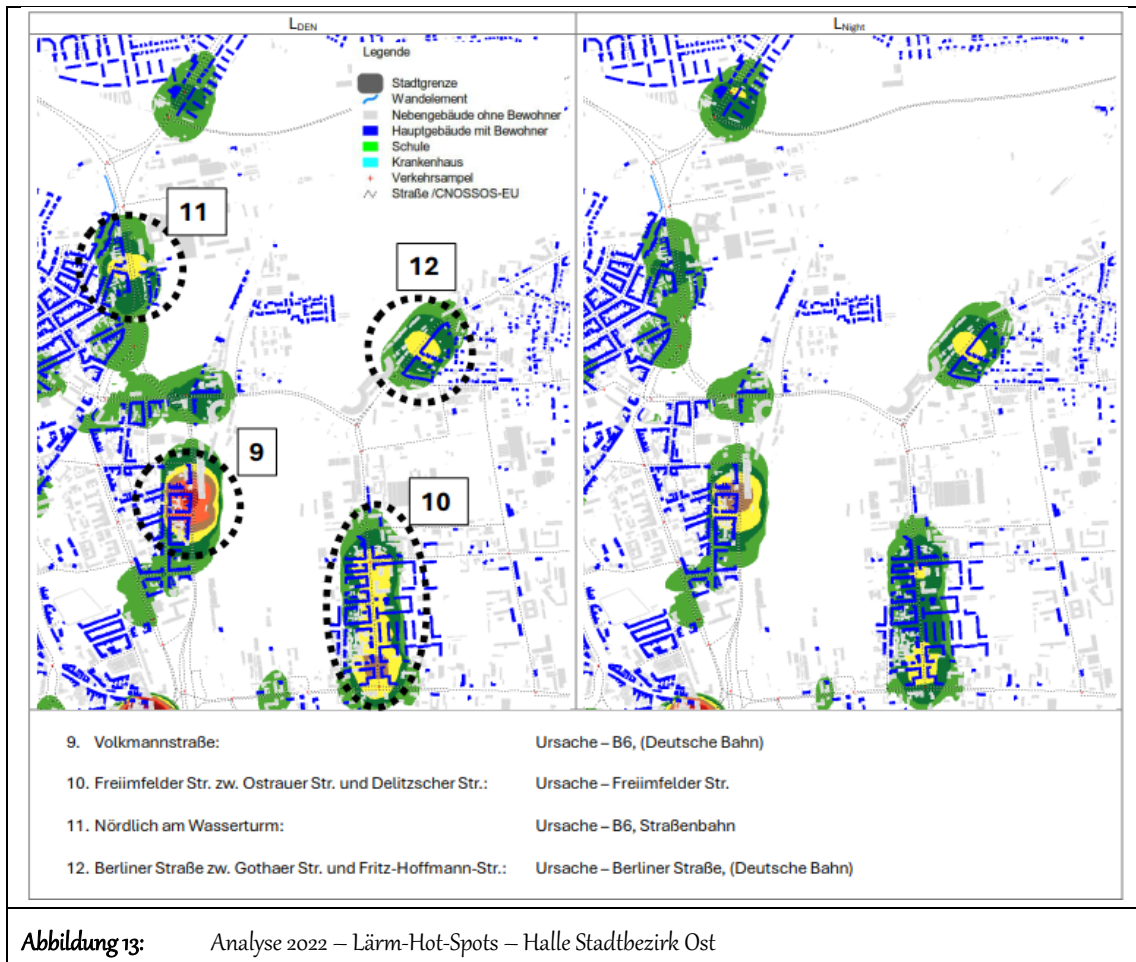 L_DEN
L_Night
Legende
Stadtgrenze
Wandelement
Nebengebäude ohne Bewohner
Hauptgebäude mit Bewohner
Schule
Krankenhaus
Verkehrsampel
Straße /CNOSSOS-EU
11
12
9
10
9. Volkmannstraße: Ursache – B6, (Deutsche Bahn)
10. Freiimfelder Str. zw. Ostrauer Str. und Delitzscher Str.: Ursache – Freiimfelder Str.
11. Nördlich am Wasserturm: Ursache – B6, Straßenbahn
12. Berliner Straße zw. Gothaer Str. und Fritz-Hoffmann-Str.: Ursache – Berliner Straße, (Deutsche Bahn)
Abbildung 13: Analyse 2022 – Lärm-Hot-Spots – Halle Stadtbezirk Ost